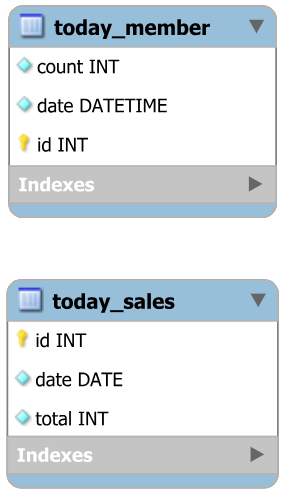 today_member
count INT
date DATETIME
id INT
Indexes
today_sales
id INT
date DATE
total INT
Indexes